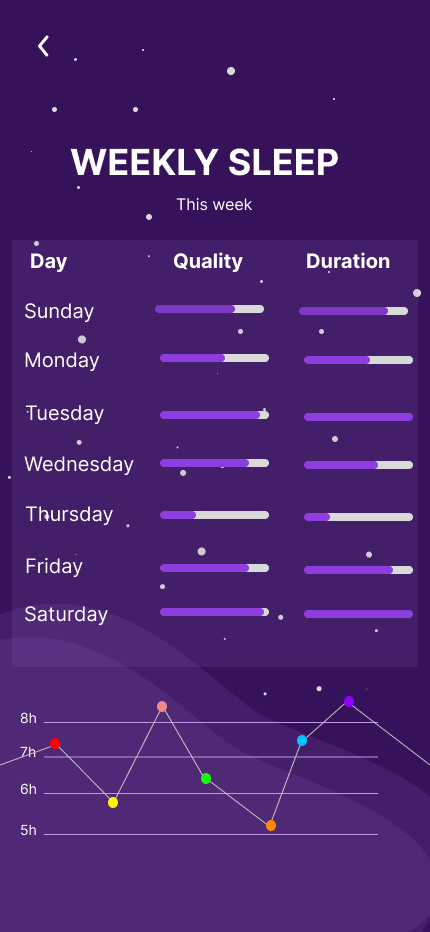 WEEKLY SLEEP
This week
Day Quality Duration
Sunday
Monday
Tuesday
Wednesday
Thursday
Friday
Saturday
8h
7h
6h
5h